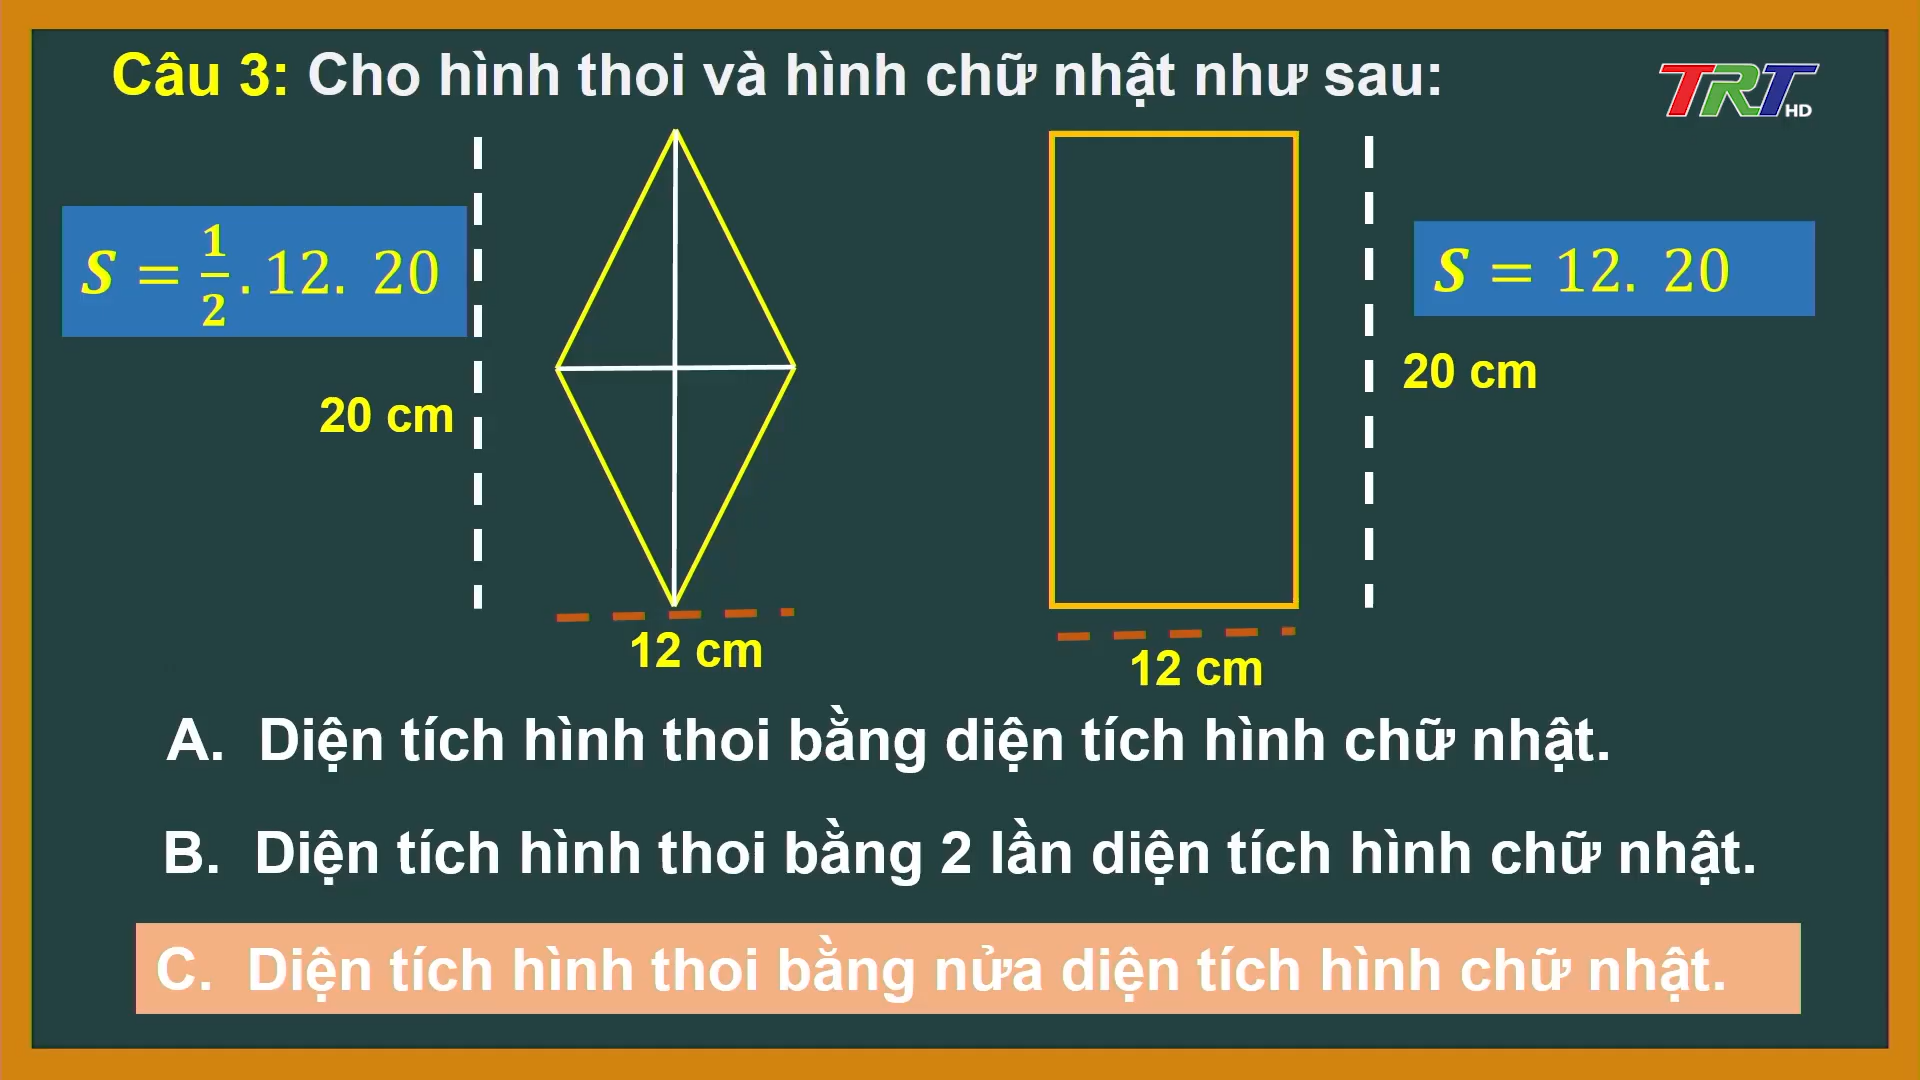 Câu 3: Cho hình thoi và hình chữ nhật như sau:
TRT HD
S = 1/2 . 12. 20
S = 12. 20
20 cm
20 cm
12 cm
12 cm
A. Diện tích hình thoi bằng diện tích hình chữ nhật.
B. Diện tích hình thoi bằng 2 lần diện tích hình chữ nhật.
C. Diện tích hình thoi bằng nửa diện tích hình chữ nhật.